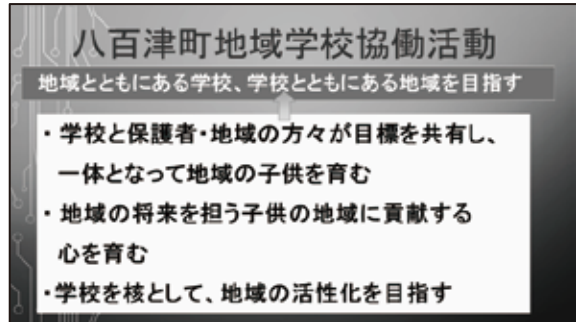 八百津町地域学校協働活動
地域とともにある学校、学校とともにある地域を目指す
・学校と保護者・地域の方々が目標を共有し、
一体となって地域の子供を育む
・地域の将来を担う子供の地域に貢献する
心を育む
・学校を核として、地域の活性化を目指す